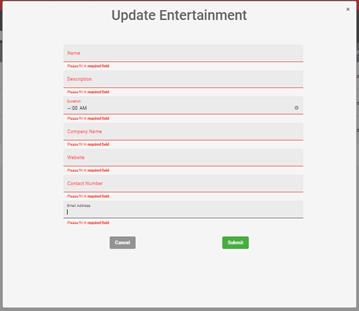 ×
Update Entertainment
Name
Please fill in required field
Description
Please fill in required field
Duration
-- : 00 AM
Please fill in required field
Company Name
Please fill in required field
Website
Please fill in required field
Contact Number
Please fill in required field
Email Address
Please fill in required field
Cancel Submit